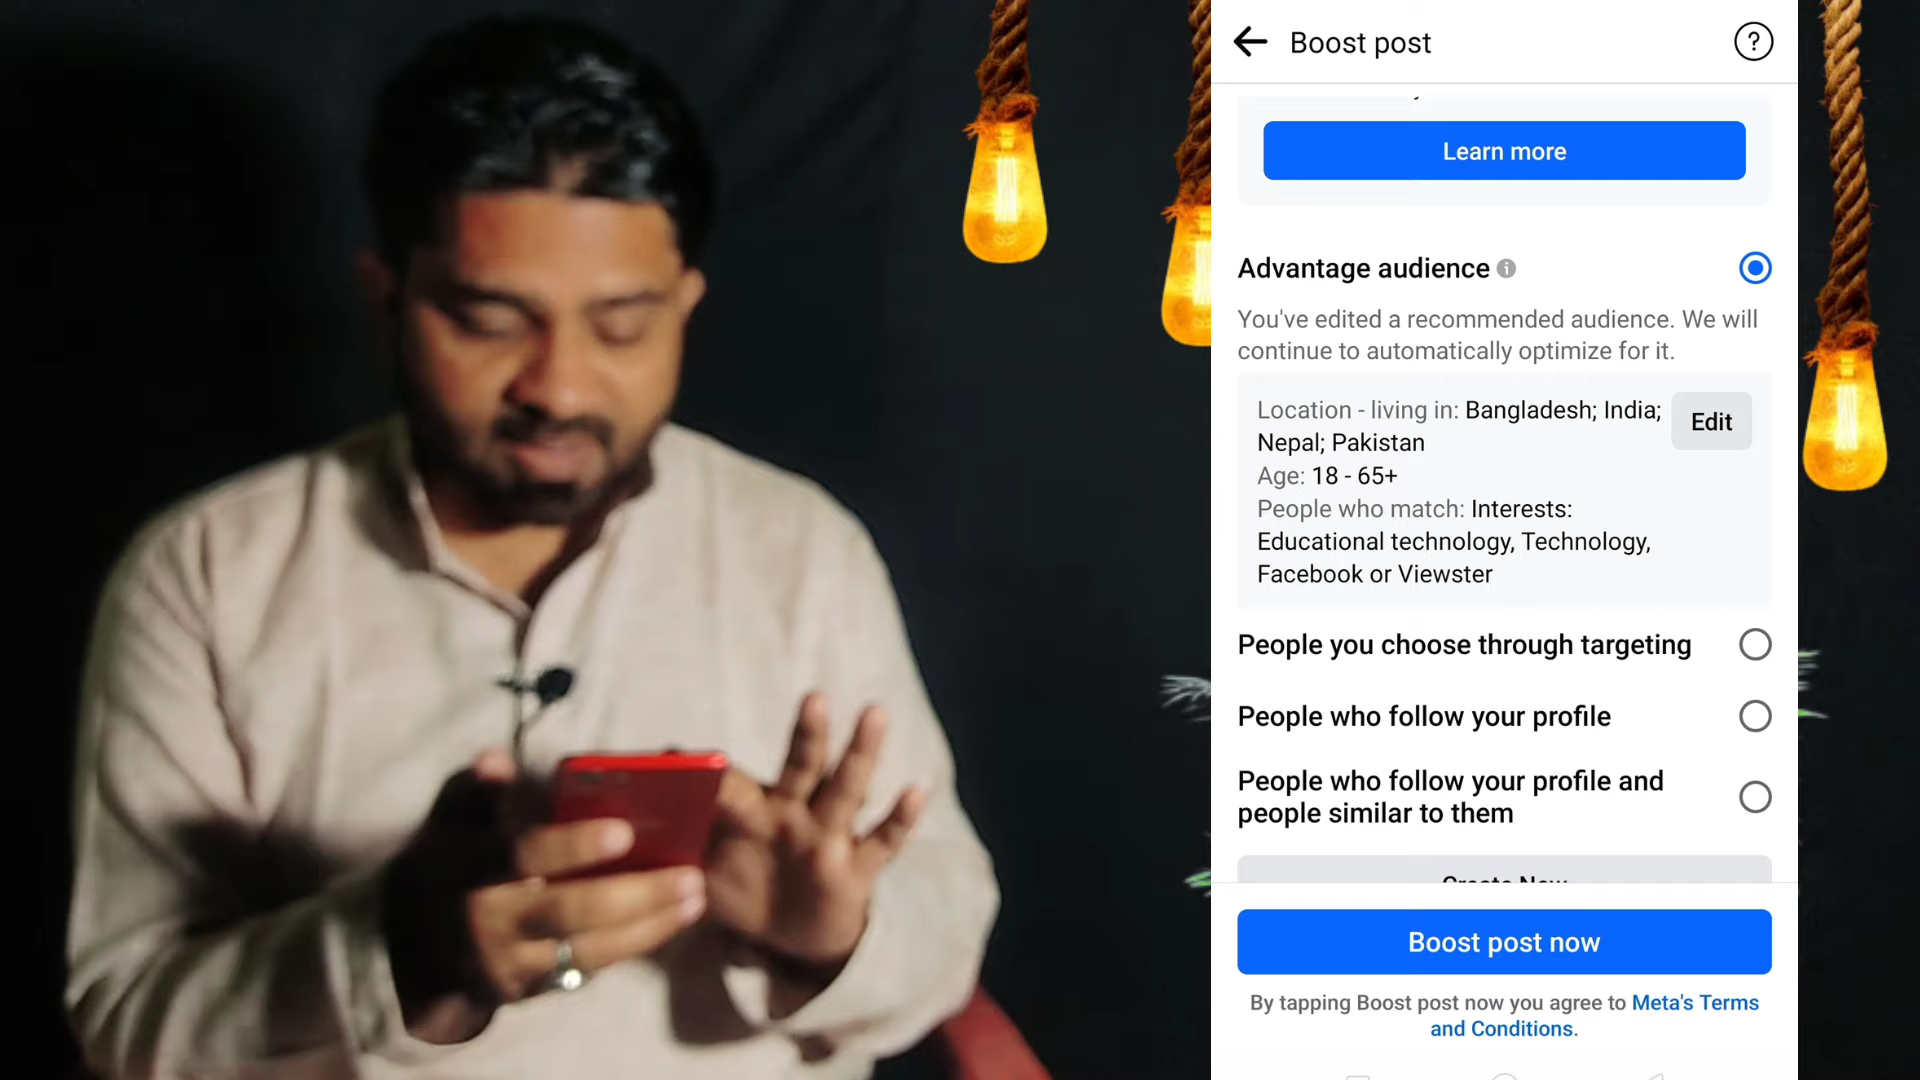 Boost post
?
Learn more
Advantage audience
You've edited a recommended audience. We will
continue to automatically optimize for it.
Location - living in: Bangladesh; India;
Nepal; Pakistan
Edit
Age: 18 - 65+
People who match: Interests:
Educational technology, Technology,
Facebook or Viewster
People you choose through targeting
People who follow your profile
People who follow your profile and
people similar to them
Boost post now
By tapping Boost post now you agree to Meta's Terms
and Conditions.